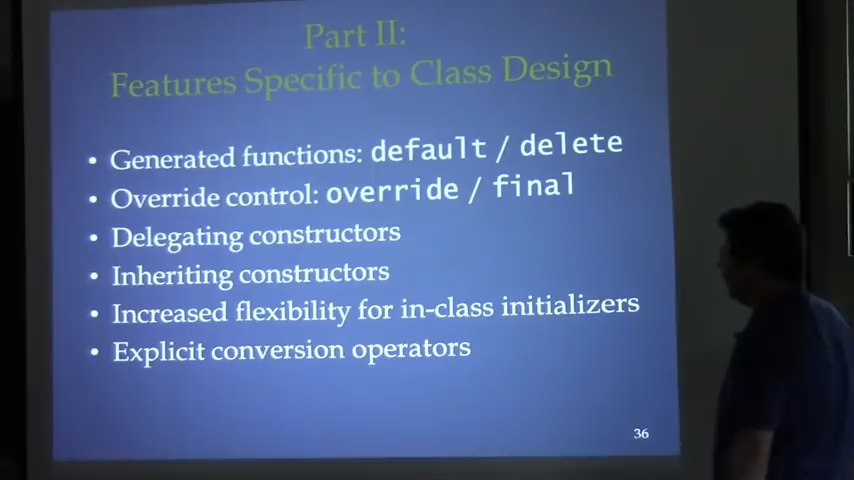 Part II:
Features Specific to Class Design
• Generated functions: default / delete
• Override control: override / final
• Delegating constructors
• Inheriting constructors
• Increased flexibility for in-class initializers
• Explicit conversion operators
36